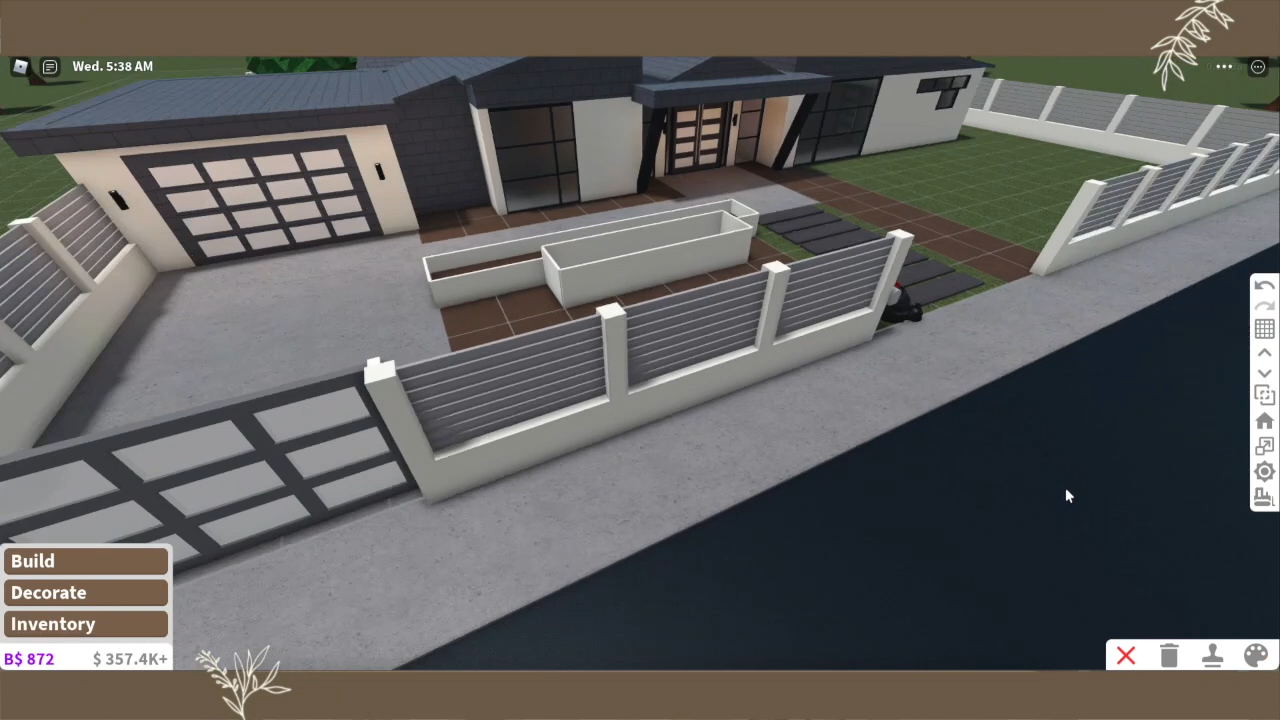 Wed. 5:38 AM
Build
Decorate
Inventory
B$ 872
$ 357.4K+